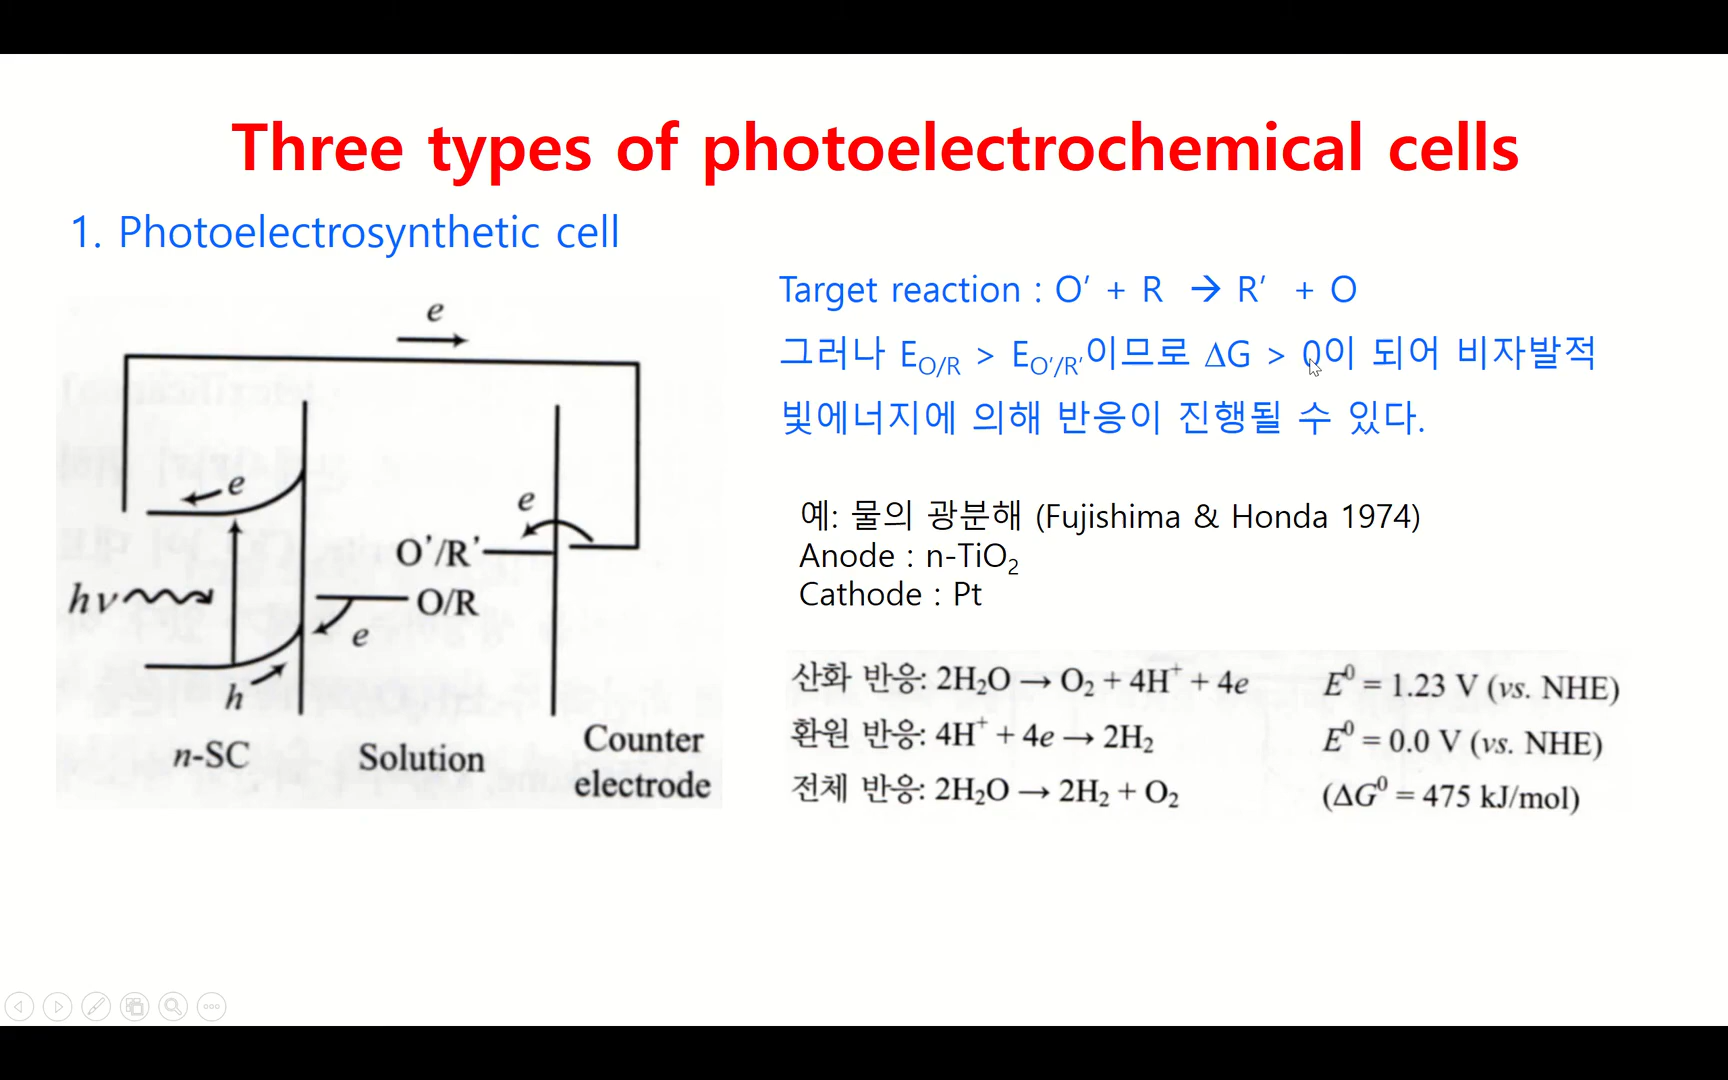 Three types of photoelectrochemical cells
1. Photoelectrosynthetic cell
e
e
e
O'/R'
hν
O/R
e
h
n-SC
Solution
Counter
electrode
Target reaction : O′ + R → R′ + O
그러나 E_O/R > E_O′/R′이므로 ΔG > 0이 되어 비자발적
빛에너지에 의해 반응이 진행될 수 있다.
예: 물의 광분해 (Fujishima & Honda 1974)
Anode : n-TiO₂
Cathode : Pt
산화 반응: 2H₂O → O₂ + 4H⁺ + 4e E⁰ = 1.23 V (vs. NHE)
환원 반응: 4H⁺ + 4e → 2H₂ E⁰ = 0.0 V (vs. NHE)
전체 반응: 2H₂O → 2H₂ + O₂ (ΔG⁰ = 475 kJ/mol)